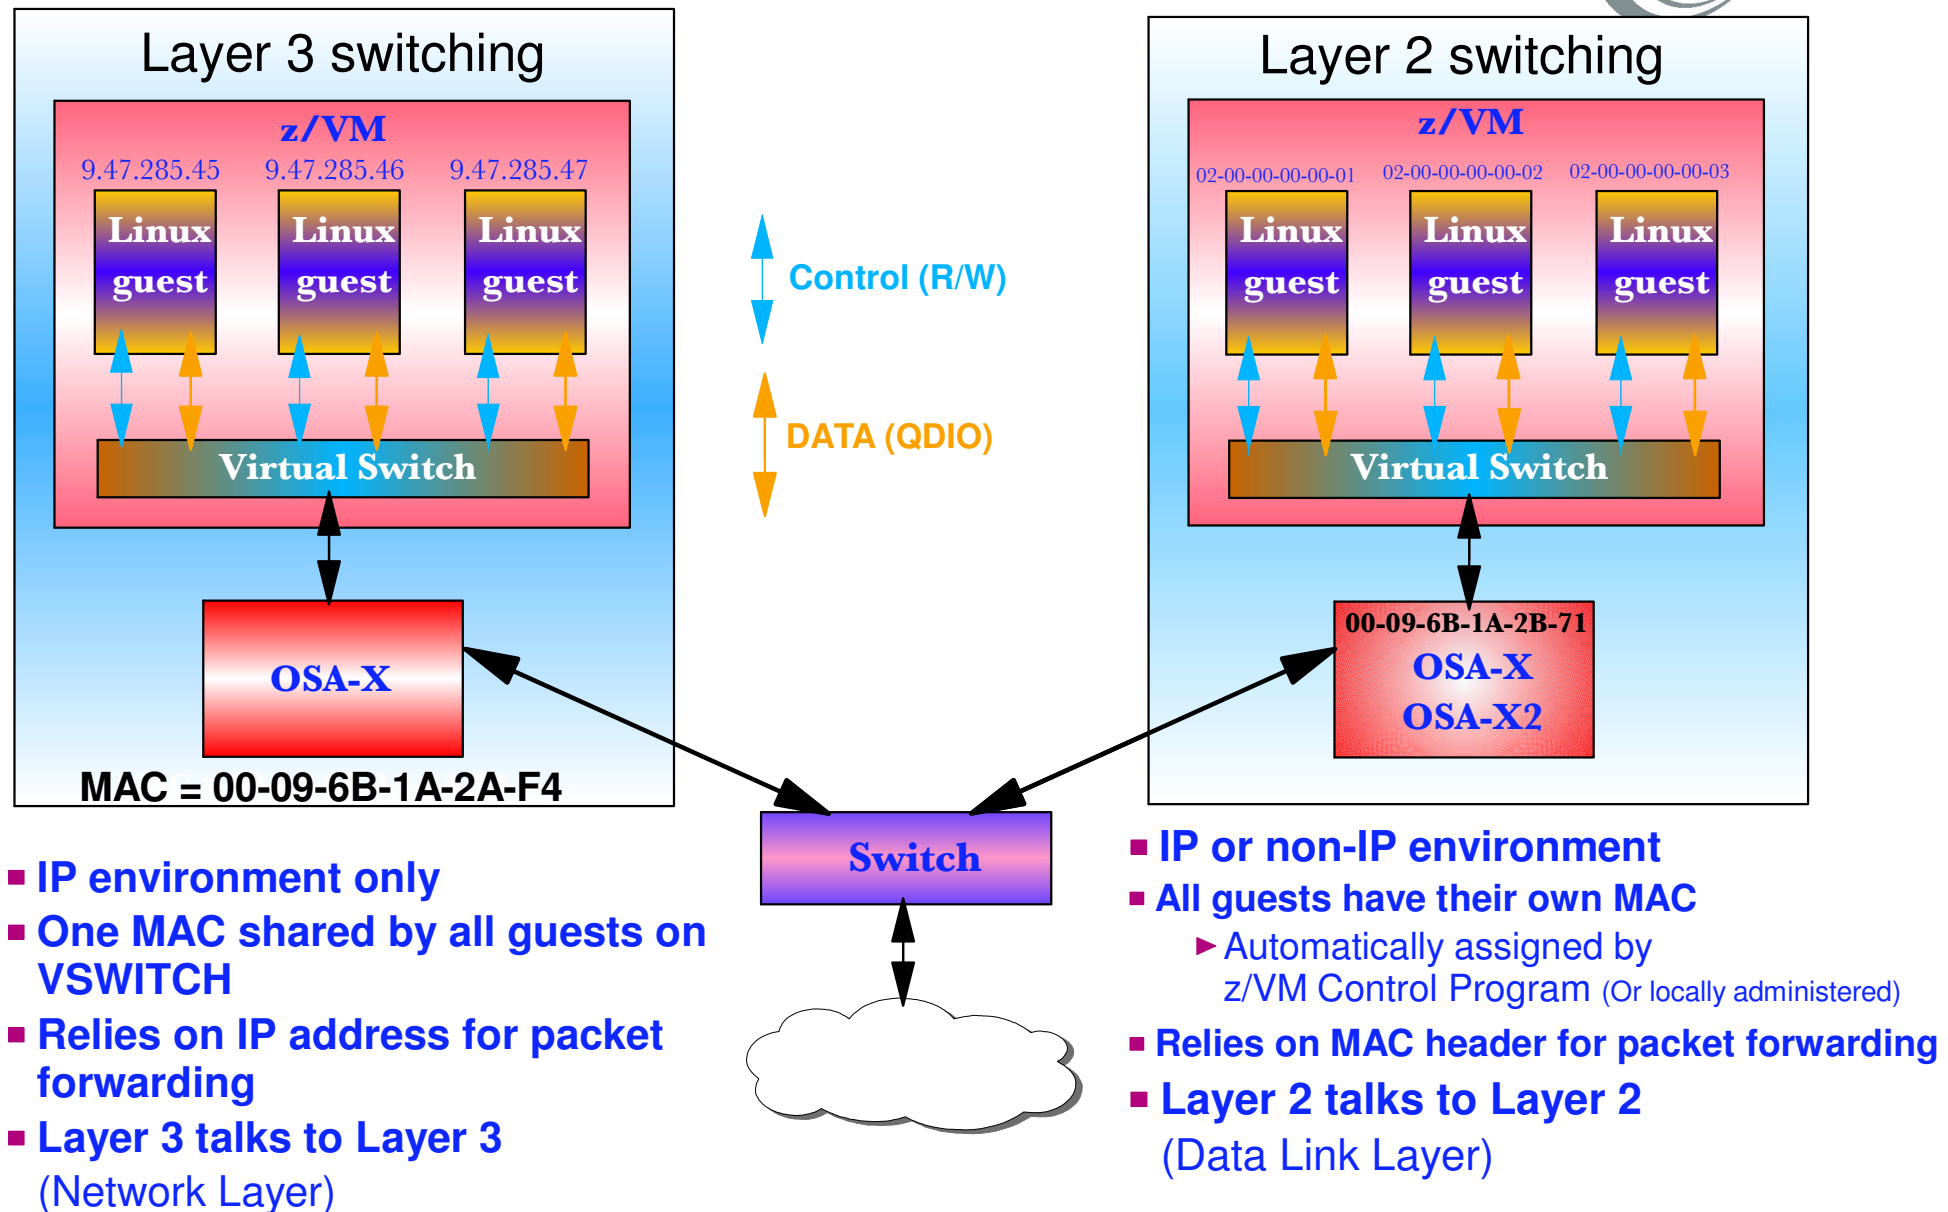 Layer 3 switching
z/VM
9.47.285.45 9.47.285.46 9.47.285.47
Linux guest
Linux guest
Linux guest
Virtual Switch
OSA-X
MAC = 00-09-6B-1A-2A-F4
IP environment only
One MAC shared by all guests on
VSWITCH
Relies on IP address for packet
forwarding
Layer 3 talks to Layer 3
(Network Layer)
Control (R/W)
DATA (QDIO)
Switch
Layer 2 switching
z/VM
02-00-00-00-00-01 02-00-00-00-00-02 02-00-00-00-00-03
Linux guest
Linux guest
Linux guest
Virtual Switch
00-09-6B-1A-2B-71
OSA-X
OSA-X2
IP or non-IP environment
All guests have their own MAC
Automatically assigned by
z/VM Control Program (Or locally administered)
Relies on MAC header for packet forwarding
Layer 2 talks to Layer 2
(Data Link Layer)